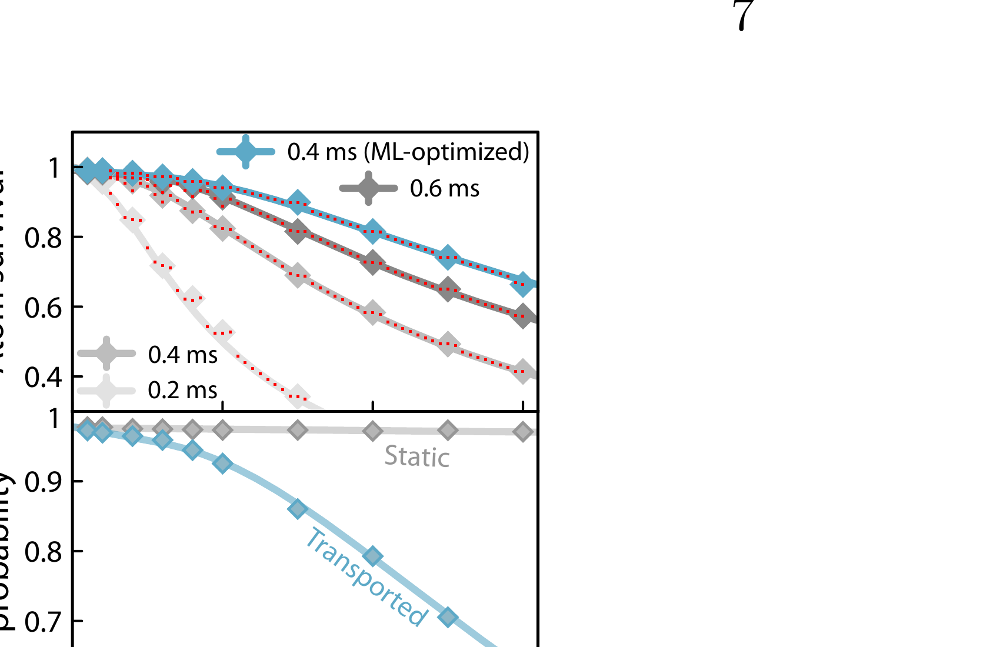 7
0.4 ms (ML-optimized)
1
0.6 ms
0.8
0.6
0.4 ms
0.4
0.2 ms
1
Static
0.9
probability
0.8
Transported
0.7